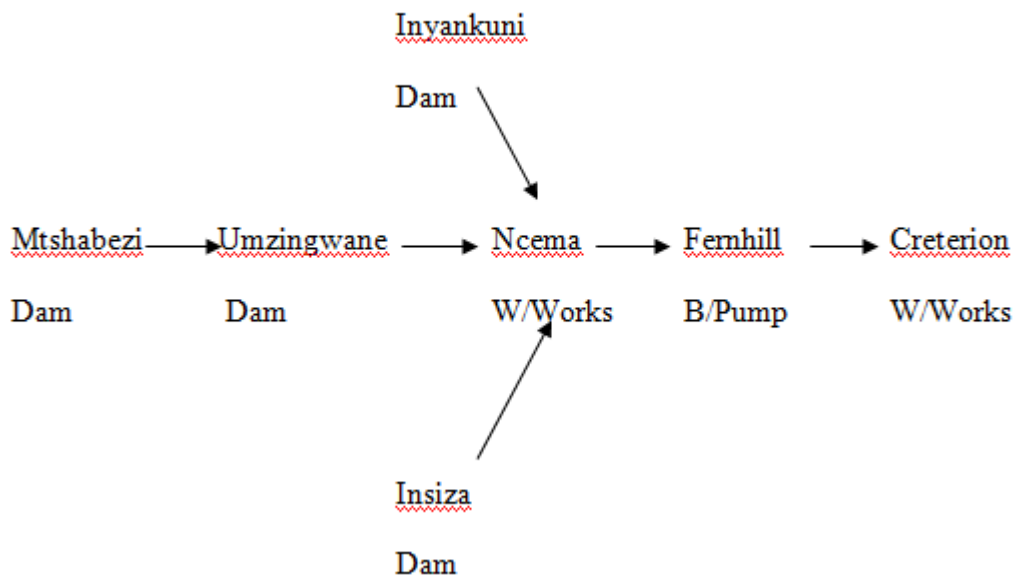 Inyankuni
Dam
Mtshabezi Umzingwane Ncema Fernhill Creterion
Dam Dam W/Works B/Pump W/Works
Insiza
Dam